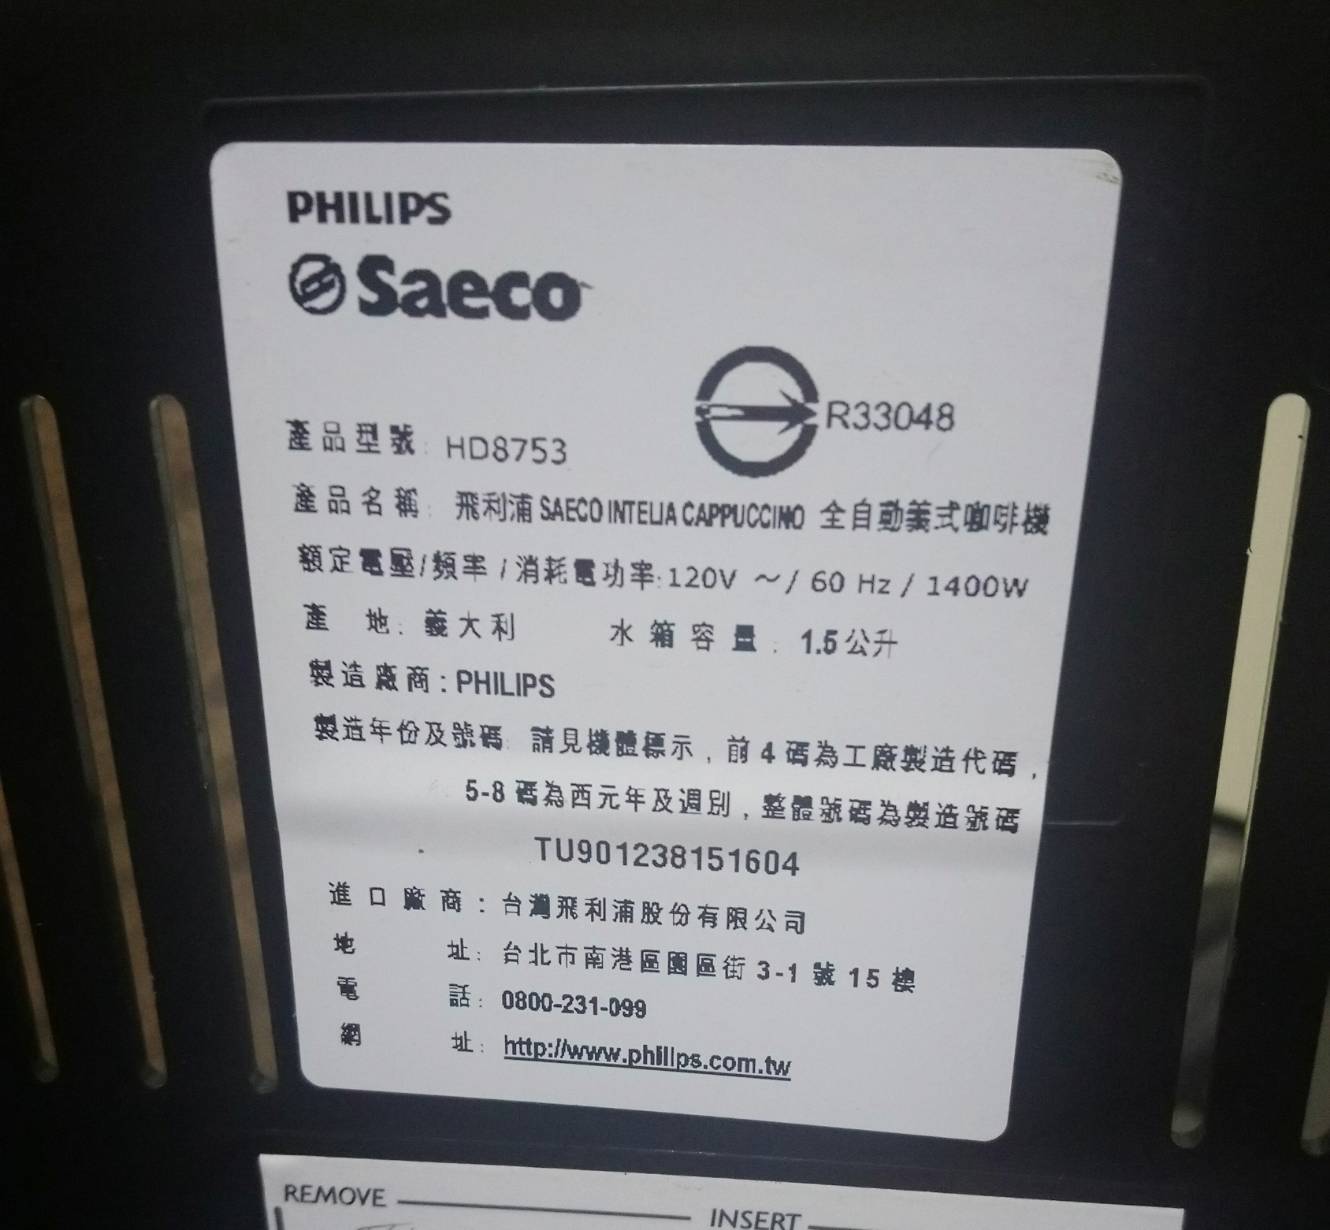 PHILIPS
Saeco
R33048
產品型號: HD8753
產品名稱: 飛利浦 SAECO INTELIA CAPPUCCINO 全自動義式咖啡機
額定電壓/頻率 / 消耗電功率: 120V ~ / 60 Hz / 1400W
產 地: 義大利 水箱容量: 1.5 公升
製造廠商: PHILIPS
製造年份及號碼: 請見機體標示, 前 4 碼為工廠製造代碼,
5-8 碼為西元年及週別, 整體號碼為製造號碼
TU901238151604
進口廠商: 台灣飛利浦股份有限公司
地 址: 台北市南港區園區街 3-1 號 15 樓
電 話: 0800-231-099
網 址: http://www.philips.com.tw
REMOVE
INSERT